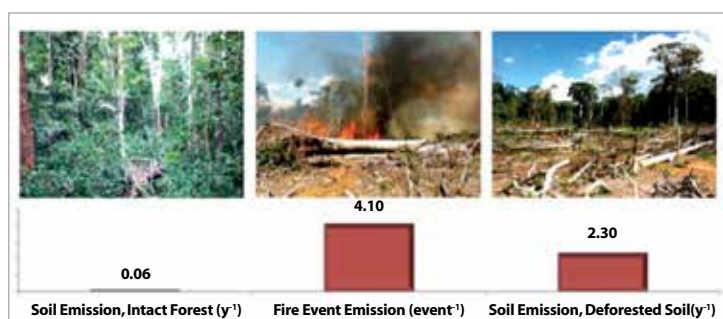 4.10
2.30
0.06
Soil Emission, Intact Forest (y⁻¹) Fire Event Emission (event⁻¹) Soil Emission, Deforested Soil(y⁻¹)